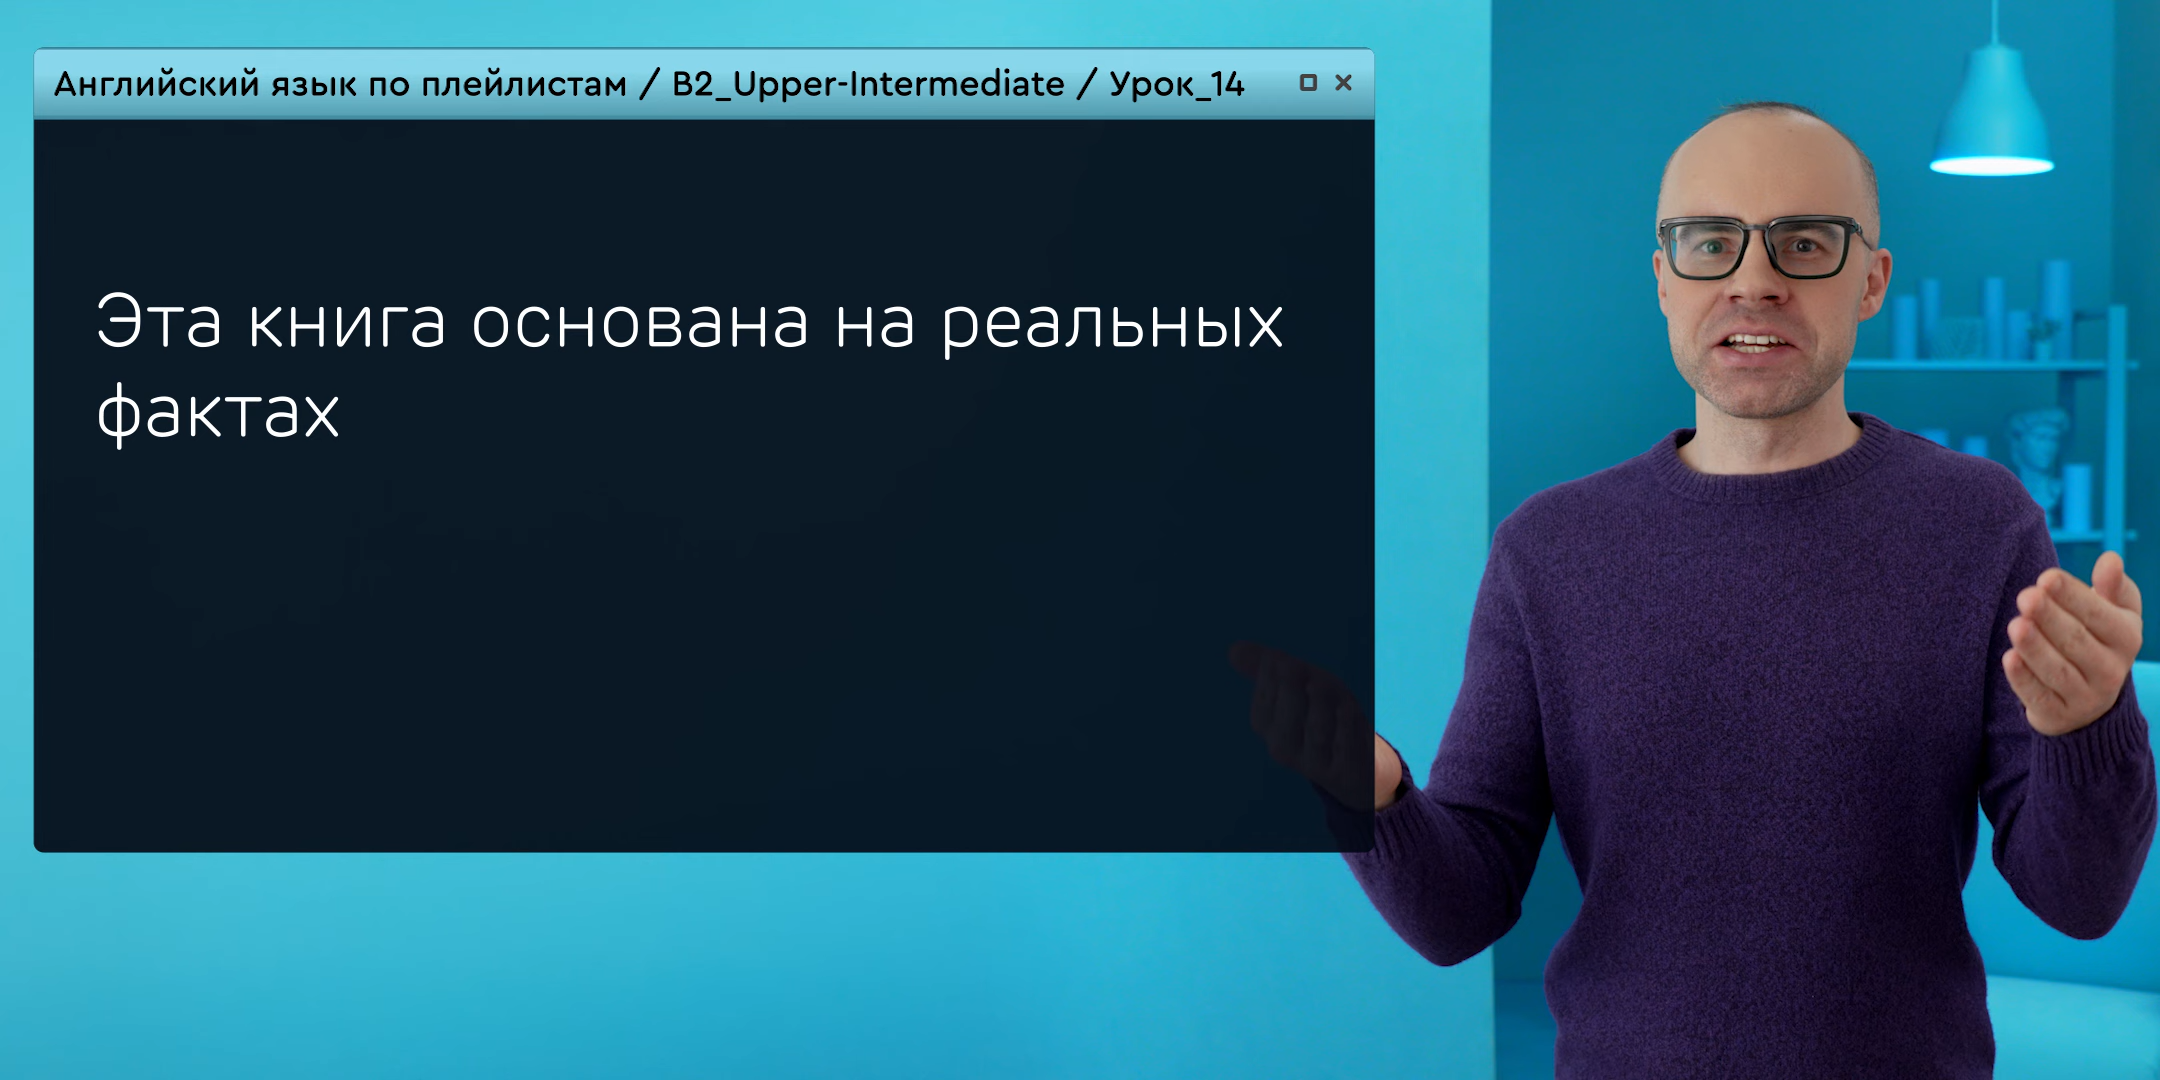 Английский язык по плейлистам / B2_Upper-Intermediate / Урок_14
Эта книга основана на реальных
фактах